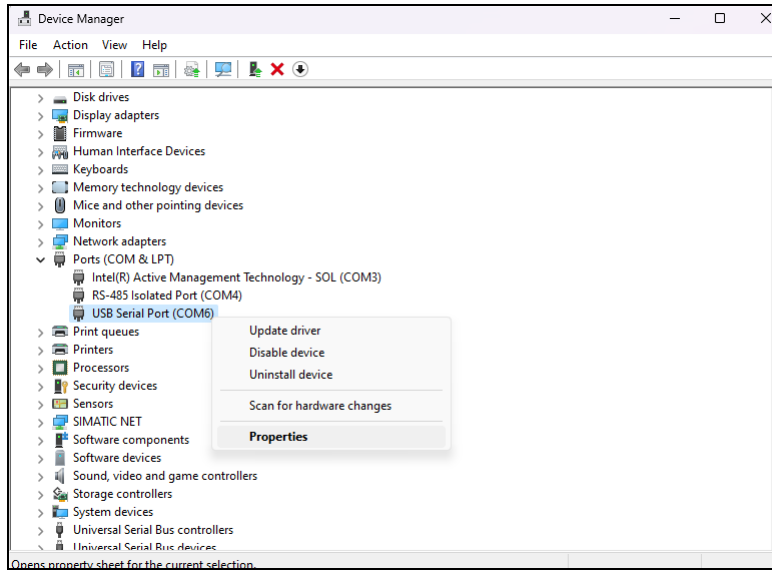 Device Manager
File Action View Help
Disk drives
Display adapters
Firmware
Human Interface Devices
Keyboards
Memory technology devices
Mice and other pointing devices
Monitors
Network adapters
Ports (COM & LPT)
Intel(R) Active Management Technology - SOL (COM3)
RS-485 Isolated Port (COM4)
USB Serial Port (COM6)
Print queues
Printers
Processors
Security devices
Sensors
SIMATIC NET
Software components
Software devices
Sound, video and game controllers
Storage controllers
System devices
Universal Serial Bus controllers
Universal Serial Bus devices
Update driver
Disable device
Uninstall device
Scan for hardware changes
Properties
Opens property sheet for the current selection.